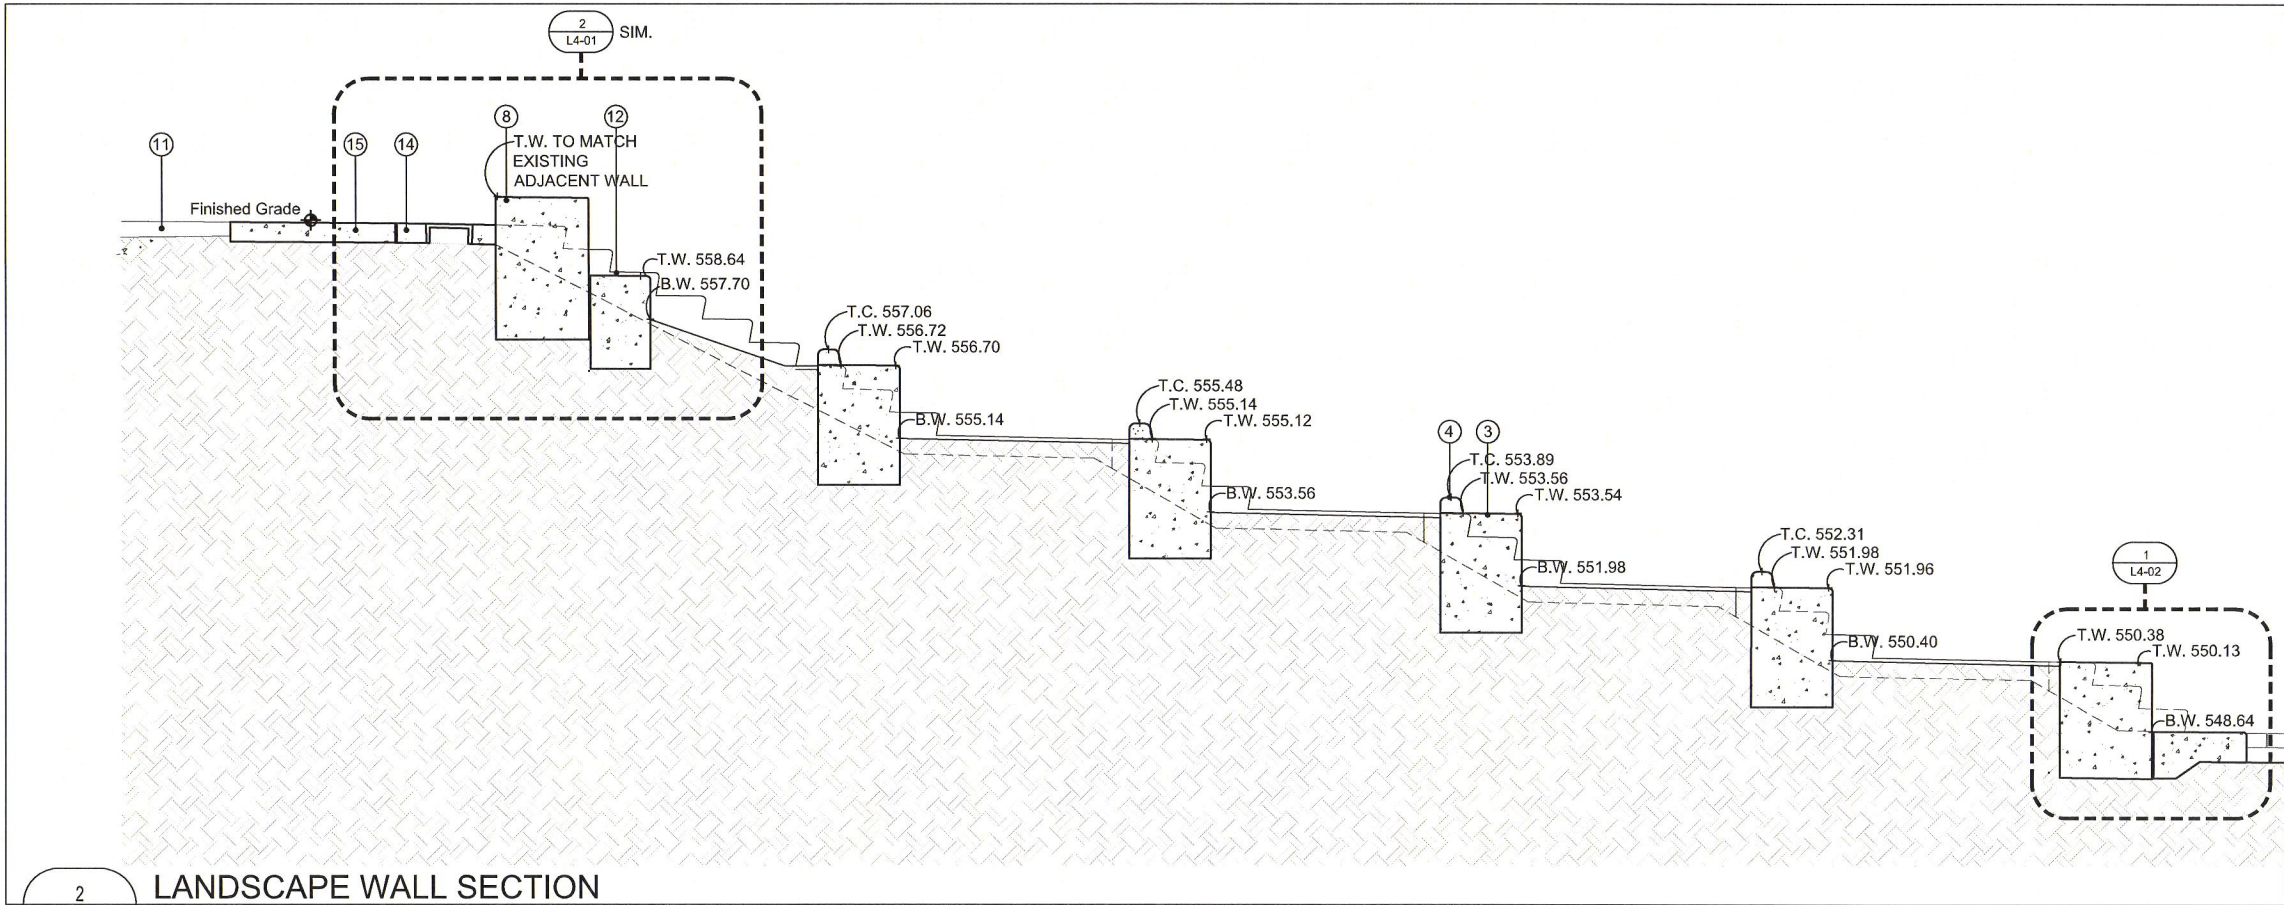 2
L4-01
SIM.
8
12
11
15
14
T.W. TO MATCH
EXISTING
ADJACENT WALL
Finished Grade
T.W. 558.64
B.W. 557.70
T.C. 557.06
T.W. 556.72
T.W. 556.70
B.W. 555.14
T.C. 555.48
T.W. 555.14
T.W. 555.12
B.W. 553.56
4
3
T.C. 553.89
T.W. 553.56
T.W. 553.54
B.W. 551.98
T.C. 552.31
T.W. 551.98
T.W. 551.96
B.W. 550.40
1
L4-02
T.W. 550.38
T.W. 550.13
B.W. 548.64
2
LANDSCAPE WALL SECTION